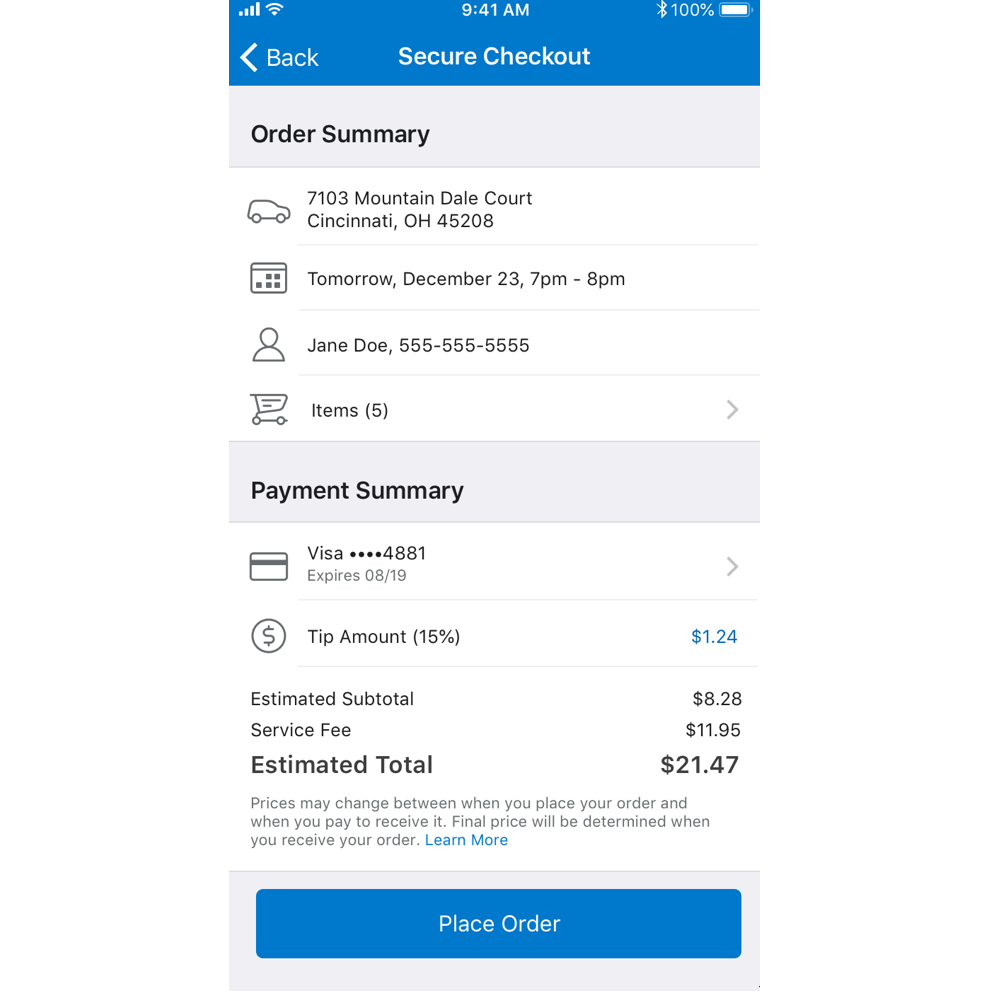 9:41 AM
100%
Back
Secure Checkout
Order Summary
7103 Mountain Dale Court
Cincinnati, OH 45208
Tomorrow, December 23, 7pm - 8pm
Jane Doe, 555-555-5555
Items (5)
Payment Summary
Visa ••••4881
Expires 08/19
$
Tip Amount (15%) $1.24
Estimated Subtotal $8.28
Service Fee $11.95
Estimated Total $21.47
Prices may change between when you place your order and
when you pay to receive it. Final price will be determined when
you receive your order. Learn More
Place Order